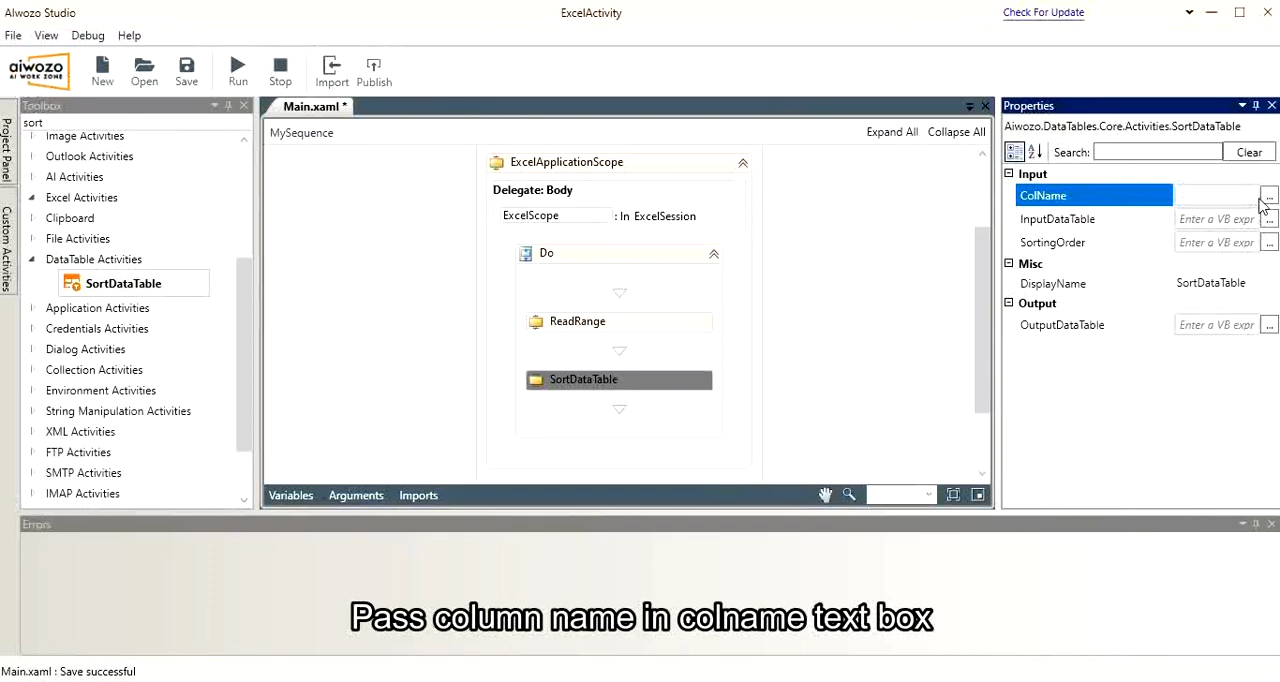 Aiwozo Studio
ExcelActivity
Check For Update
File View Debug Help
aiwozo
AI WORK ZONE
New Open Save Run Stop Import Publish
Toolbox
Main.xaml *
Properties
sort
Project Panel
Custom Activities
Image Activities
Outlook Activities
AI Activities
Excel Activities
Clipboard
File Activities
DataTable Activities
SortDataTable
Application Activities
Credentials Activities
Dialog Activities
Collection Activities
Environment Activities
String Manipulation Activities
XML Activities
FTP Activities
SMTP Activities
IMAP Activities
MySequence
Expand All Collapse All
ExcelApplicationScope
Delegate: Body
ExcelScope : In ExcelSession
Do
ReadRange
SortDataTable
Variables Arguments Imports
Aiwozo.DataTables.Core.Activities.SortDataTable
Search: Clear
Input
ColName ...
InputDataTable Enter a VB expr ...
SortingOrder Enter a VB expr ...
Misc
DisplayName SortDataTable
Output
OutputDataTable Enter a VB expr ...
Errors
Pass column name in colname text box
Main.xaml : Save successful